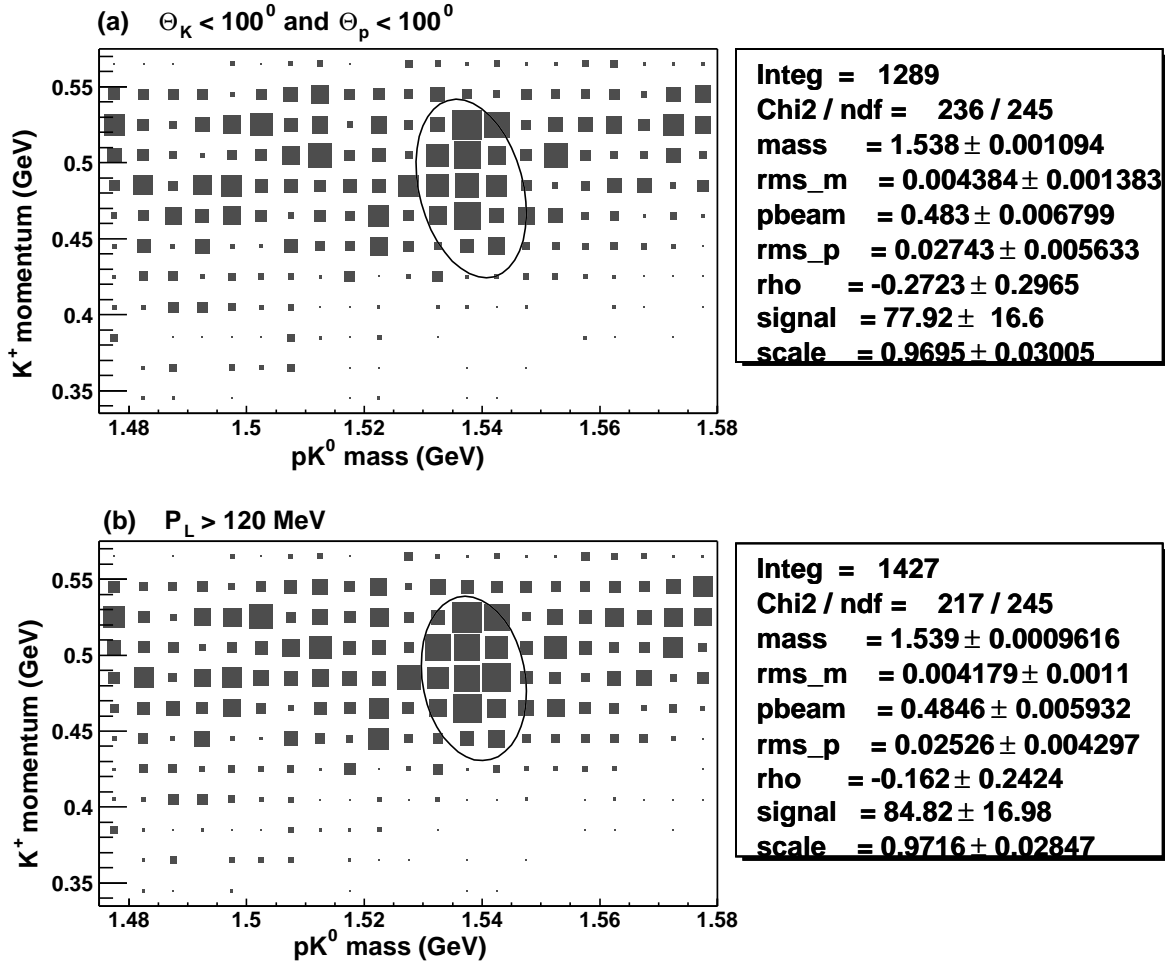 (a) Θ_K < 100⁰ and Θ_p < 100⁰
K⁺ momentum (GeV)
0.55
0.5
0.45
0.4
0.35
1.48 1.5 1.52 1.54 1.56 1.58
pK⁰ mass (GeV)
Integ = 1289
Chi2 / ndf = 236 / 245
mass = 1.538 ± 0.001094
rms_m = 0.004384 ± 0.001383
pbeam = 0.483 ± 0.006799
rms_p = 0.02743 ± 0.005633
rho = -0.2723 ± 0.2965
signal = 77.92 ± 16.6
scale = 0.9695 ± 0.03005
(b) P_L > 120 MeV
K⁺ momentum (GeV)
0.55
0.5
0.45
0.4
0.35
1.48 1.5 1.52 1.54 1.56 1.58
pK⁰ mass (GeV)
Integ = 1427
Chi2 / ndf = 217 / 245
mass = 1.539 ± 0.0009616
rms_m = 0.004179 ± 0.0011
pbeam = 0.4846 ± 0.005932
rms_p = 0.02526 ± 0.004297
rho = -0.162 ± 0.2424
signal = 84.82 ± 16.98
scale = 0.9716 ± 0.02847